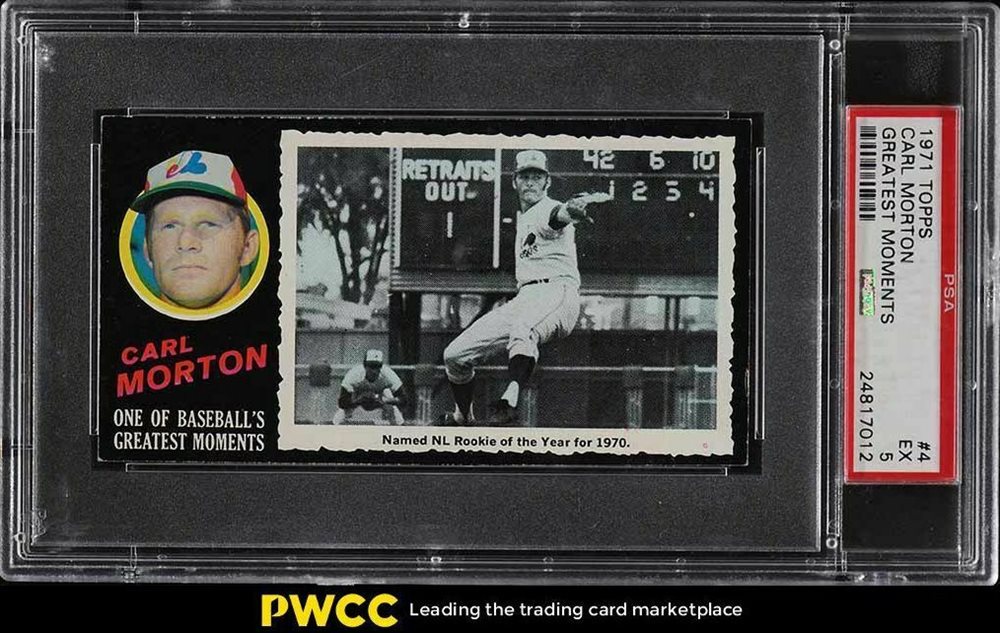 CARL
MORTON
ONE OF BASEBALL'S
GREATEST MOMENTS
RETRAITS
OUT
1
42 6 10
1 2 3 4
Named NL Rookie of the Year for 1970.
1971 TOPPS
CARL MORTON
GREATEST MOMENTS
#4
EX
5
24817012
PSA
PWCC Leading the trading card marketplace